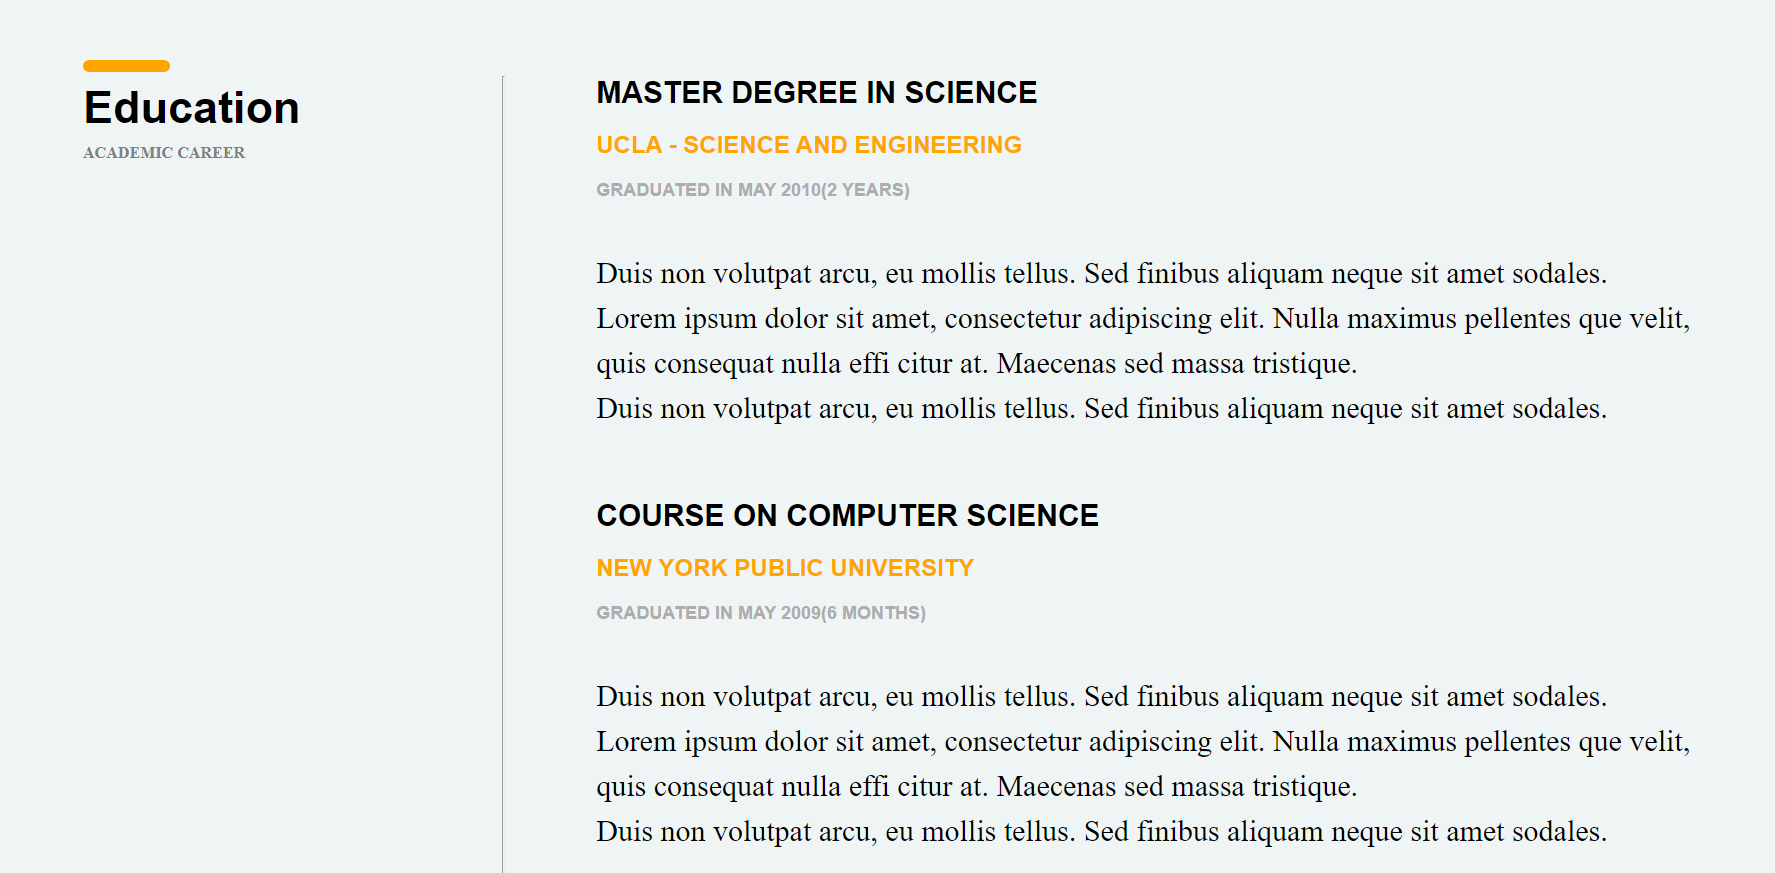 Education
ACADEMIC CAREER
MASTER DEGREE IN SCIENCE
UCLA - SCIENCE AND ENGINEERING
GRADUATED IN MAY 2010(2 YEARS)
Duis non volutpat arcu, eu mollis tellus. Sed finibus aliquam neque sit amet sodales.
Lorem ipsum dolor sit amet, consectetur adipiscing elit. Nulla maximus pellentes que velit,
quis consequat nulla effi citur at. Maecenas sed massa tristique.
Duis non volutpat arcu, eu mollis tellus. Sed finibus aliquam neque sit amet sodales.
COURSE ON COMPUTER SCIENCE
NEW YORK PUBLIC UNIVERSITY
GRADUATED IN MAY 2009(6 MONTHS)
Duis non volutpat arcu, eu mollis tellus. Sed finibus aliquam neque sit amet sodales.
Lorem ipsum dolor sit amet, consectetur adipiscing elit. Nulla maximus pellentes que velit,
quis consequat nulla effi citur at. Maecenas sed massa tristique.
Duis non volutpat arcu, eu mollis tellus. Sed finibus aliquam neque sit amet sodales.